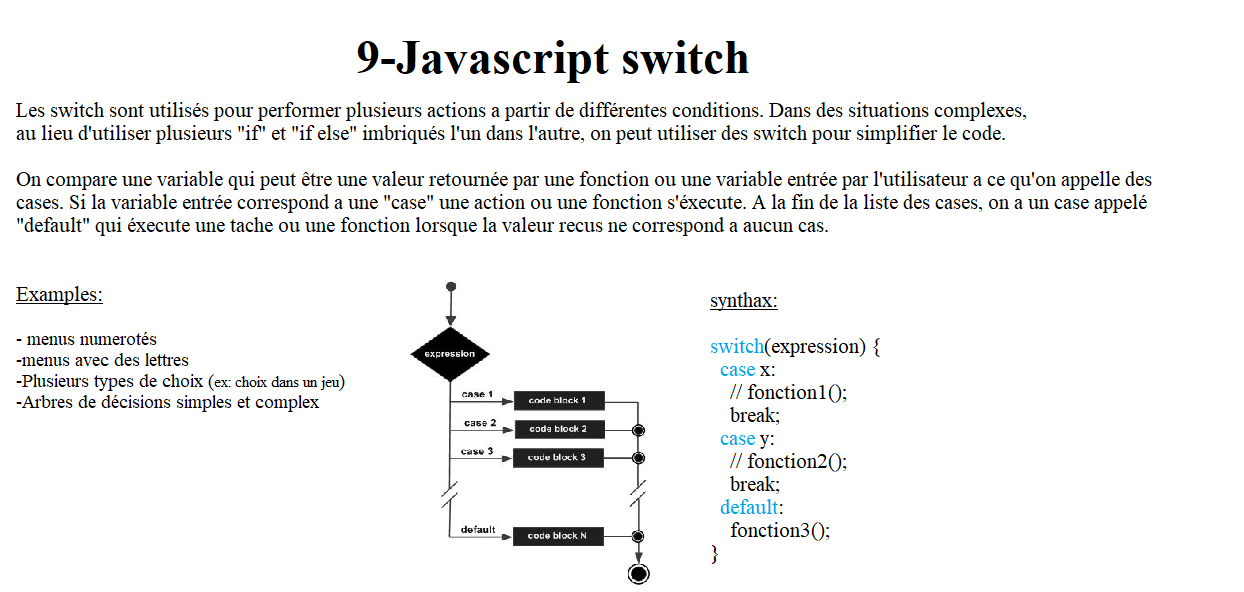 9-Javascript switch
Les switch sont utilisés pour performer plusieurs actions a partir de différentes conditions. Dans des situations complexes,
au lieu d'utiliser plusieurs "if" et "if else" imbriqués l'un dans l'autre, on peut utiliser des switch pour simplifier le code.
On compare une variable qui peut être une valeur retournée par une fonction ou une variable entrée par l'utilisateur a ce qu'on appelle des
cases. Si la variable entrée correspond a une "case" une action ou une fonction s'éxecute. A la fin de la liste des cases, on a un case appelé
"default" qui éxecute une tache ou une fonction lorsque la valeur recus ne correspond a aucun cas.
Examples:
- menus numerotés
-menus avec des lettres
-Plusieurs types de choix (ex: choix dans un jeu)
-Arbres de décisions simples et complex
expression
case 1
code block 1
case 2
code block 2
case 3
code block 3
default
code block N
synthax:
switch(expression) {
case x:
// fonction1();
break;
case y:
// fonction2();
break;
default:
fonction3();
}